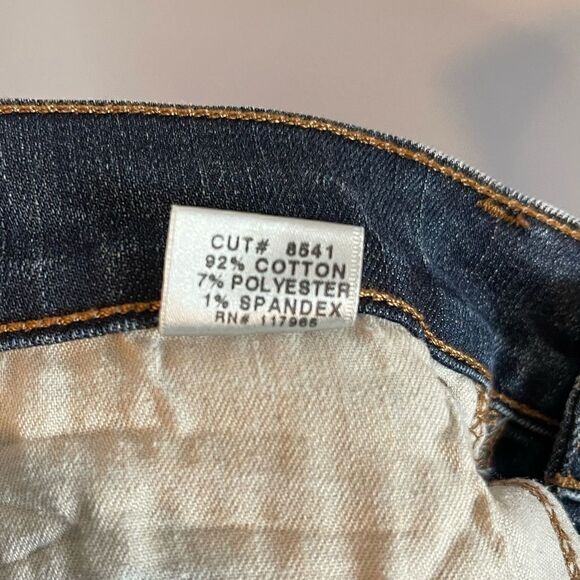 CUT# 8541
92% COTTON
7% POLYESTER
1% SPANDEX
RN# 117965